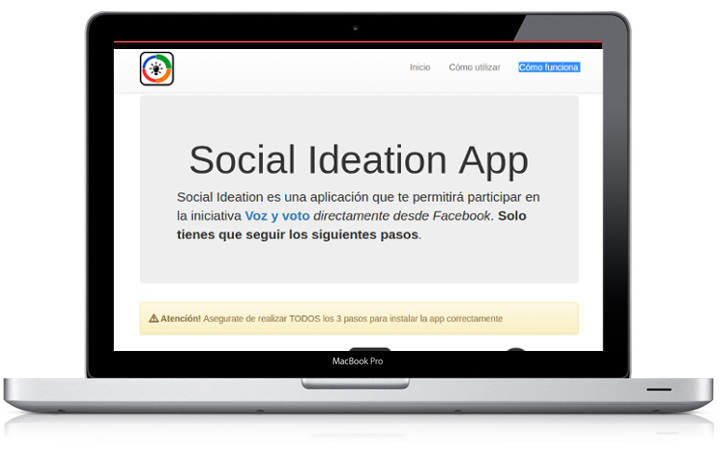 Inicio Cómo utilizar Cómo funciona
Social Ideation App
Social Ideation es una aplicación que te permitirá participar en
la iniciativa Voz y voto directamente desde Facebook. Solo
tienes que seguir los siguientes pasos.
Atención! Asegurate de realizar TODOS los 3 pasos para instalar la app correctamente
MacBook Pro